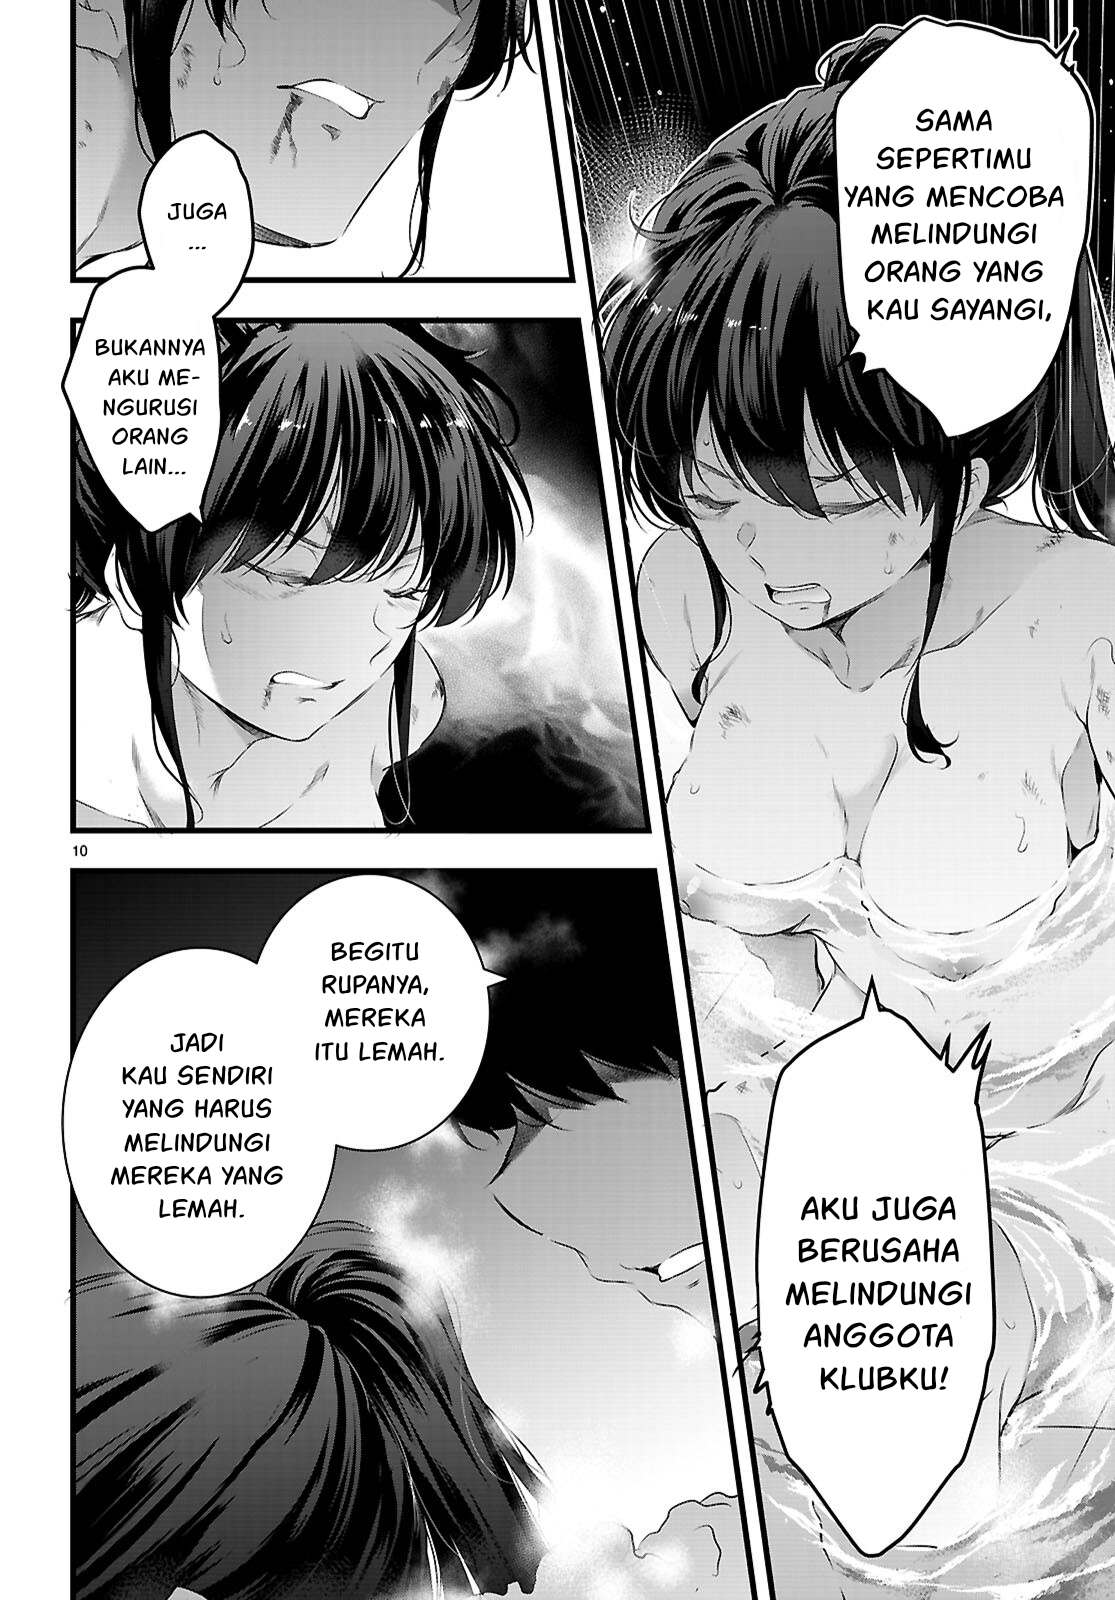 SAMA
SEPERTIMU
YANG MENCOBA
MELINDUNGI
ORANG YANG
KAU SAYANGI,
AKU JUGA
BERUSAHA
MELINDUNGI
ANGGOTA
KLUBKU!
JUGA
...
BUKANNYA
AKU ME-
NGURUSI
ORANG
LAIN...
10
BEGITU
RUPANYA,
MEREKA
ITU LEMAH.
JADI
KAU SENDIRI
YANG HARUS
MELINDUNGI
MEREKA YANG
LEMAH.